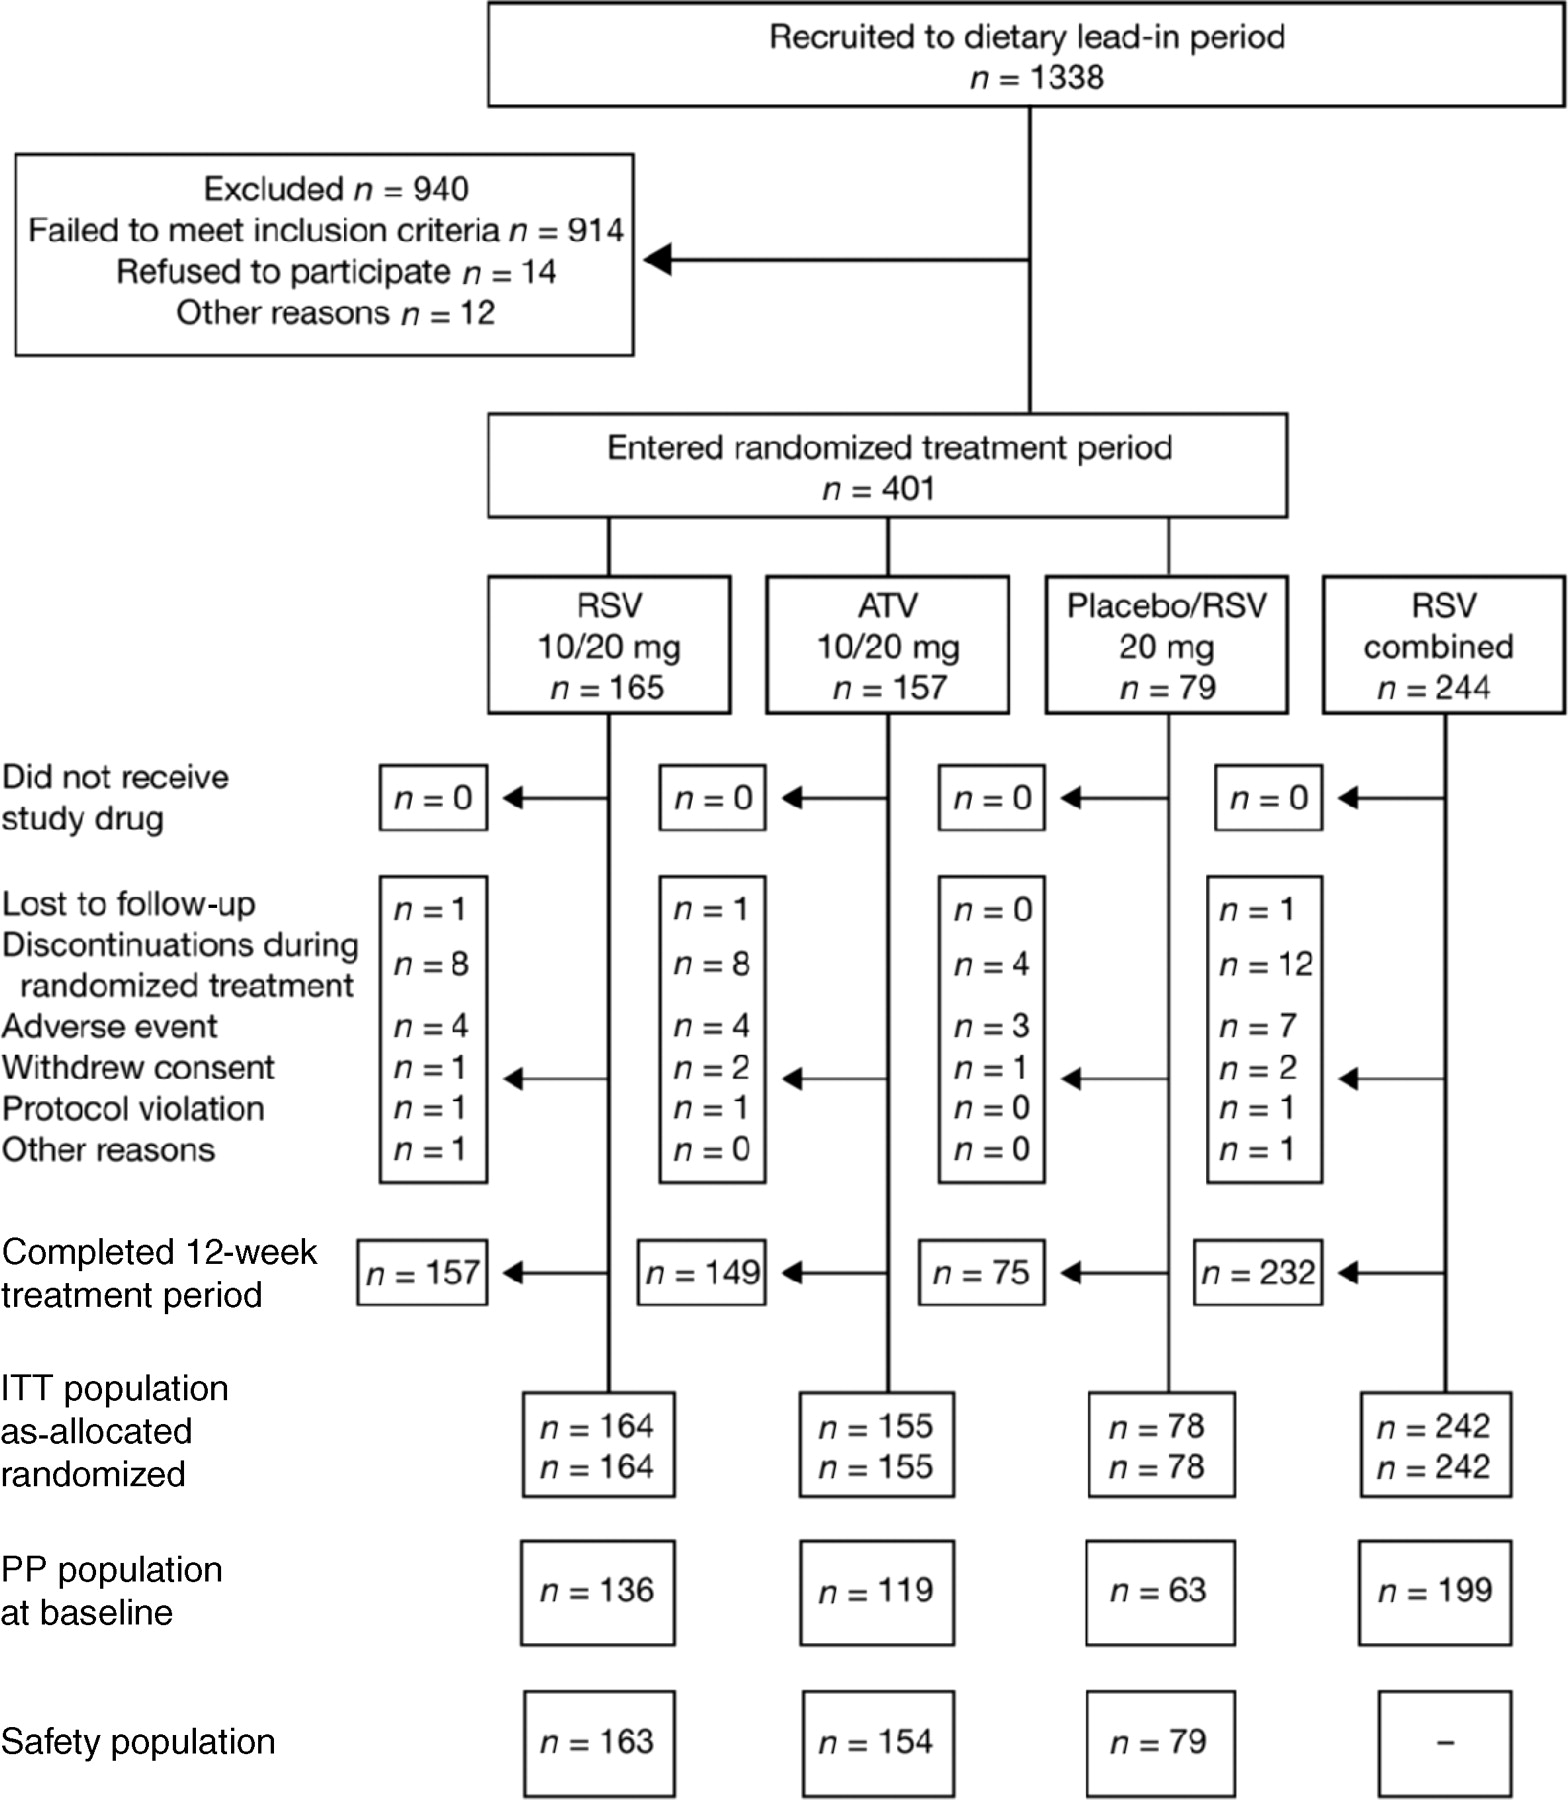 Recruited to dietary lead-in period
n = 1338
Excluded n = 940
Failed to meet inclusion criteria n = 914
Refused to participate n = 14
Other reasons n = 12
Entered randomized treatment period
n = 401
RSV
10/20 mg
n = 165
ATV
10/20 mg
n = 157
Placebo/RSV
20 mg
n = 79
RSV
combined
n = 244
Did not receive
study drug
n = 0
n = 0
n = 0
n = 0
Lost to follow-up
Discontinuations during
randomized treatment
Adverse event
Withdrew consent
Protocol violation
Other reasons
n = 1
n = 8
n = 4
n = 1
n = 1
n = 1
n = 1
n = 8
n = 4
n = 2
n = 1
n = 0
n = 0
n = 4
n = 3
n = 1
n = 0
n = 0
n = 1
n = 12
n = 7
n = 2
n = 1
n = 1
Completed 12-week
treatment period
n = 157
n = 149
n = 75
n = 232
ITT population
as-allocated
randomized
n = 164
n = 164
n = 155
n = 155
n = 78
n = 78
n = 242
n = 242
PP population
at baseline
n = 136
n = 119
n = 63
n = 199
Safety population
n = 163
n = 154
n = 79
–